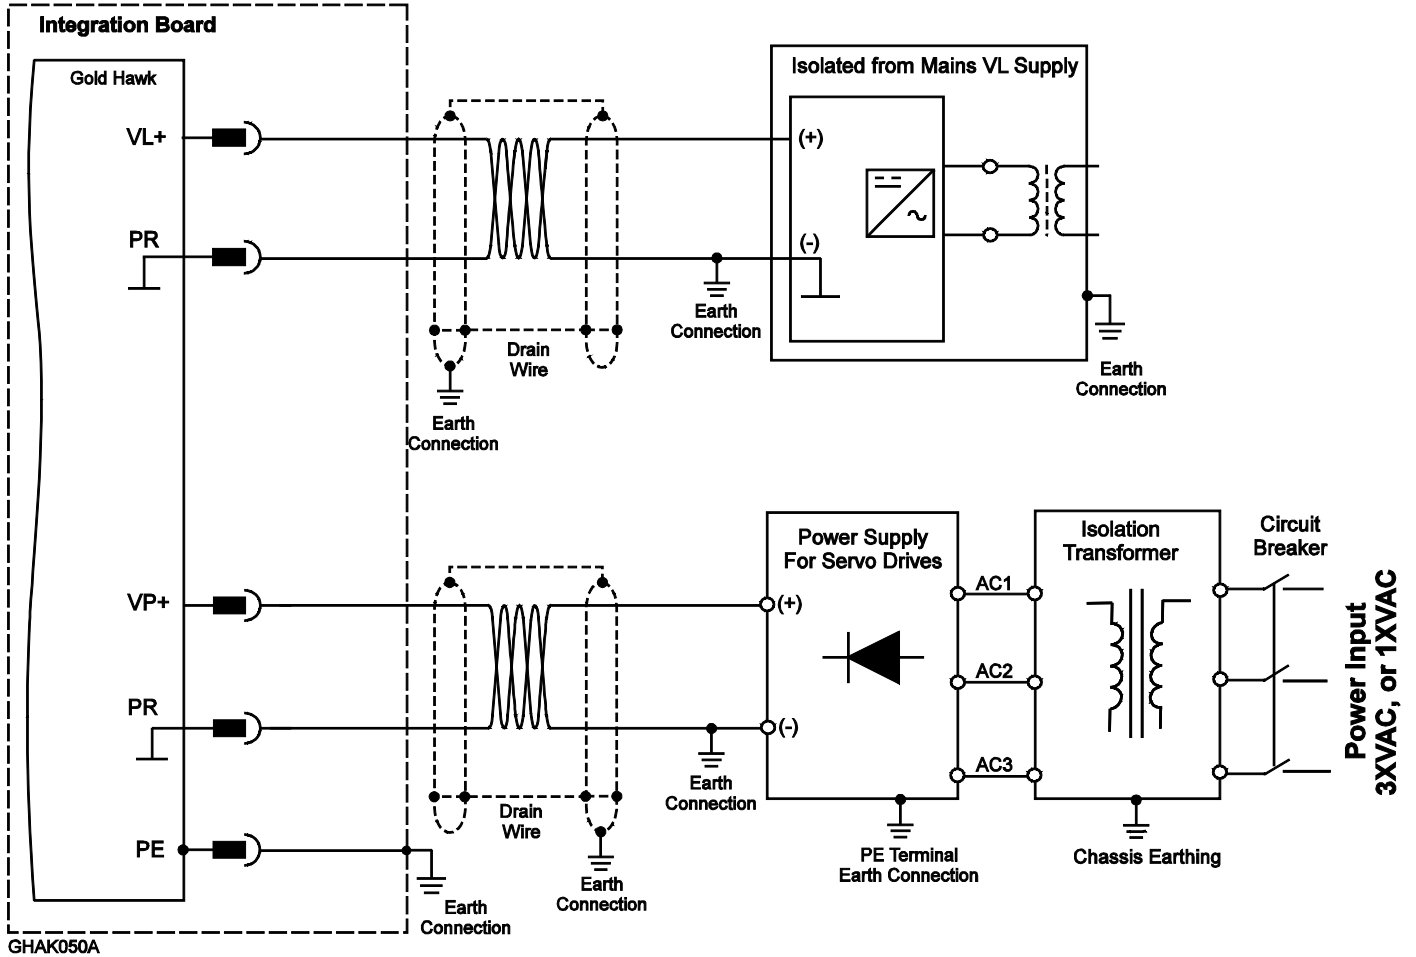 Integration Board
Gold Hawk
Isolated from Mains VL Supply
VL+
(+)
PR
(-)
Earth
Connection
Drain
Wire
Earth
Connection
Earth
Connection
Power Supply
For Servo Drives
Isolation
Transformer
Circuit
Breaker
VP+
(+)
AC1
AC2
AC3
Power Input
3XVAC, or 1XVAC
PR
(-)
Earth
Connection
Drain
Wire
PE
Earth
Connection
Earth
Connection
PE Terminal
Earth Connection
Chassis Earthing
GHAK050A